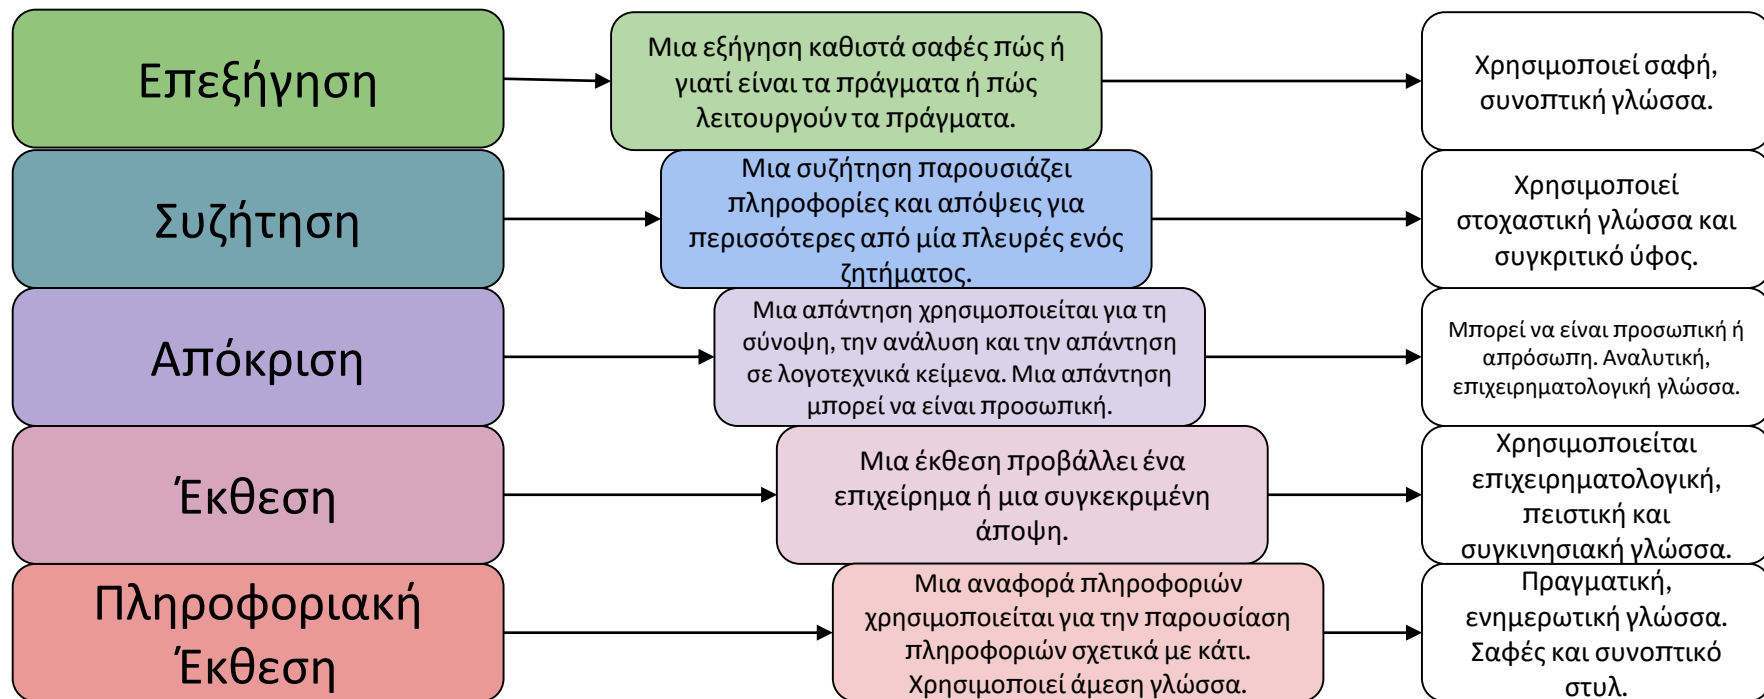 Επεξήγηση
Μια εξήγηση καθιστά σαφές πώς ή
γιατί είναι τα πράγματα ή πώς
λειτουργούν τα πράγματα.
Χρησιμοποιεί σαφή,
συνοπτική γλώσσα.
Συζήτηση
Μια συζήτηση παρουσιάζει
πληροφορίες και απόψεις για
περισσότερες από μία πλευρές ενός
ζητήματος.
Χρησιμοποιεί
στοχαστική γλώσσα και
συγκριτικό ύφος.
Απόκριση
Μια απάντηση χρησιμοποιείται για τη
σύνοψη, την ανάλυση και την απάντηση
σε λογοτεχνικά κείμενα. Μια απάντηση
μπορεί να είναι προσωπική.
Μπορεί να είναι προσωπική ή
απρόσωπη. Αναλυτική,
επιχειρηματολογική γλώσσα.
Έκθεση
Μια έκθεση προβάλλει ένα
επιχείρημα ή μια συγκεκριμένη
άποψη.
Χρησιμοποιείται
επιχειρηματολογική,
πειστική και
συγκινησιακή γλώσσα.
Πληροφοριακή
Έκθεση
Μια αναφορά πληροφοριών
χρησιμοποιείται για την παρουσίαση
πληροφοριών σχετικά με κάτι.
Χρησιμοποιεί άμεση γλώσσα.
Πραγματική,
ενημερωτική γλώσσα.
Σαφές και συνοπτικό
στυλ.